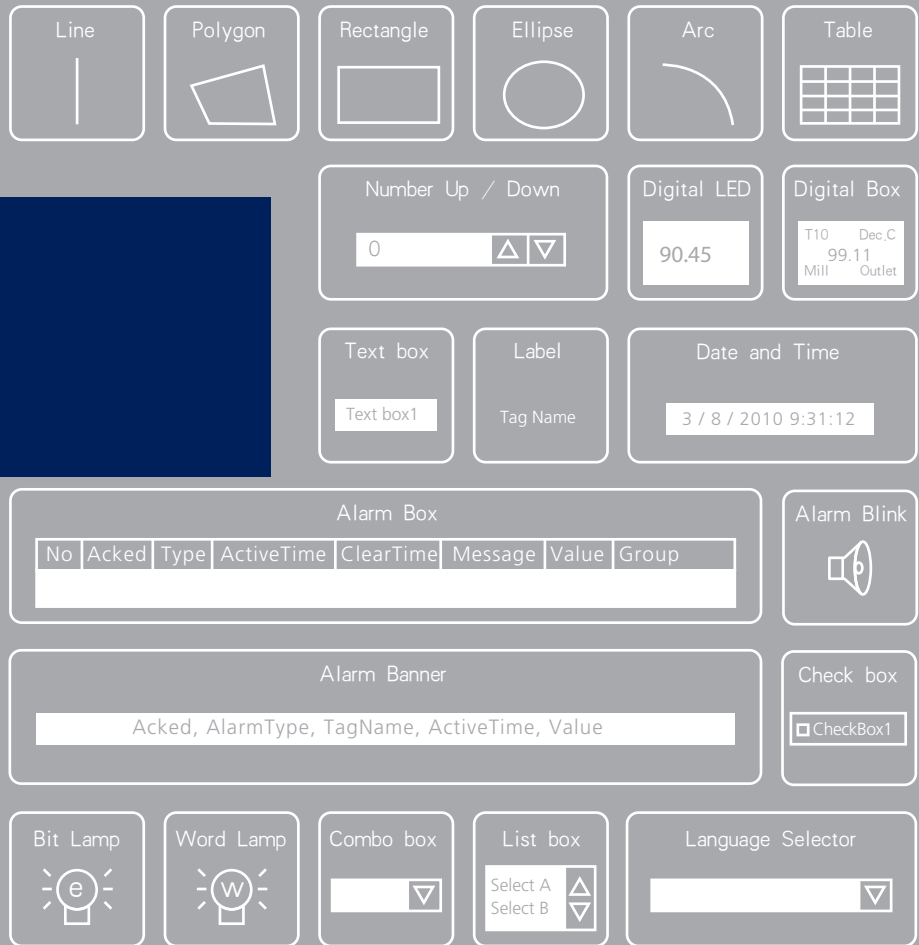 Line
Polygon
Rectangle
Ellipse
Arc
Table
Number Up / Down
0
Digital LED
90.45
Digital Box
T10 Dec,C
99.11
Mill Outlet
Text box
Text box1
Label
Tag Name
Date and Time
3 / 8 / 2010 9:31:12
Alarm Box
No Acked Type ActiveTime ClearTime Message Value Group
Alarm Blink
Alarm Banner
Acked, AlarmType, TagName, ActiveTime, Value
Check box
CheckBox1
Bit Lamp
e
Word Lamp
w
Combo box
List box
Select A
Select B
Language Selector